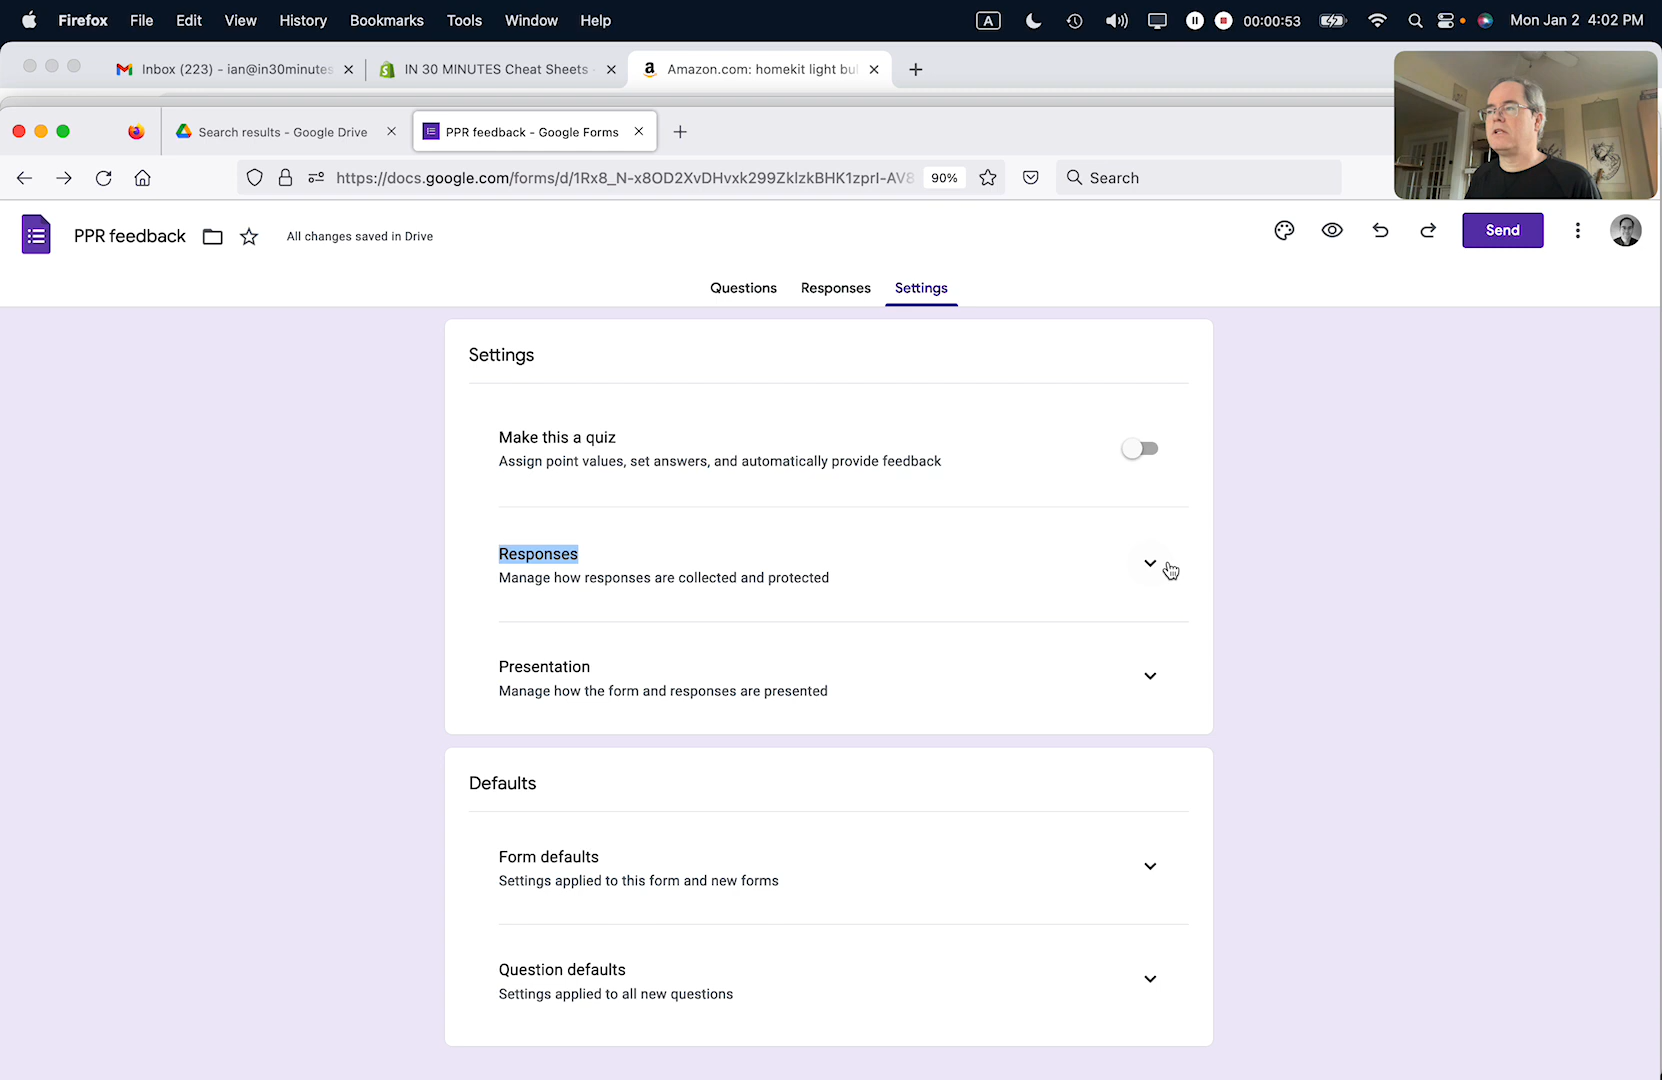 Firefox File Edit View History Bookmarks Tools Window Help A 00:00:53 Mon Jan 2 4:02 PM
Inbox (223) - ian@in30minutes IN 30 MINUTES Cheat Sheets - a Amazon.com: homekit light bul
Search results - Google Drive PPR feedback - Google Forms
https://docs.google.com/forms/d/1Rx8_N-x8OD2XvDHvxk299ZkIzkBHK1zprI-AV8 90% Search
PPR feedback All changes saved in Drive Send
Questions Responses Settings
Settings
Make this a quiz
Assign point values, set answers, and automatically provide feedback
Responses
Manage how responses are collected and protected
Presentation
Manage how the form and responses are presented
Defaults
Form defaults
Settings applied to this form and new forms
Question defaults
Settings applied to all new questions